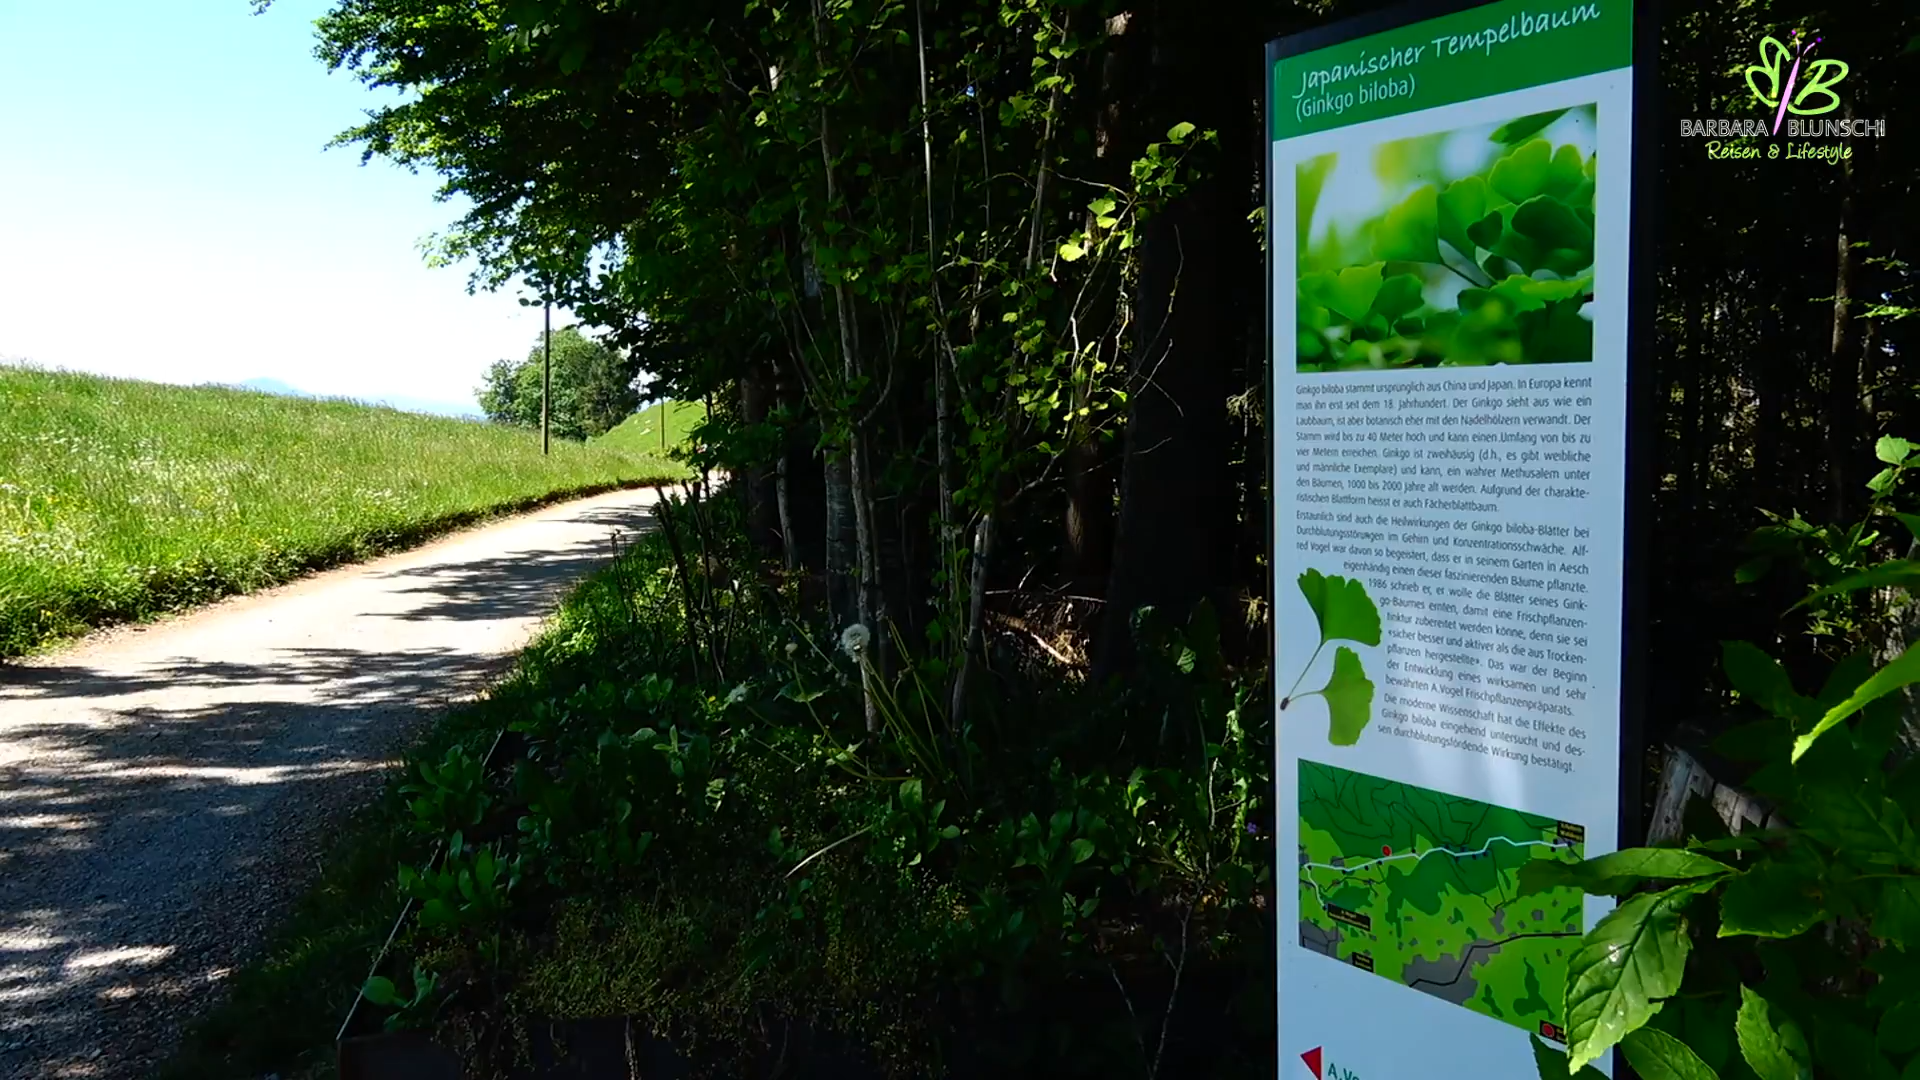 Japanischer Tempelbaum
(Ginkgo biloba)
BARBARA BLUNSCHI
Reisen & Lifestyle
Ginkgo biloba stammt ursprünglich aus China und Japan. In Europa kennt
man ihn erst seit dem 18. Jahrhundert. Der Ginkgo sieht aus wie ein
Laubbaum, ist aber botanisch eher mit den Nadelhölzern verwandt. Der
Stamm wird bis zu 40 Meter hoch und kann einen Umfang von bis zu
vier Metern erreichen. Ginkgo ist zweihäusig (d.h., es gibt weibliche
und männliche Exemplare) und kann, ein wahrer Methusalem unter
den Bäumen, 1000 bis 2000 Jahre alt werden. Aufgrund der charakte-
ristischen Blattform heisst er auch Fächerblattbaum.
Erstaunlich sind auch die Heilwirkungen der Ginkgo biloba-Blätter bei
Durchblutungsstörungen im Gehirn und Konzentrationsschwäche. Alf-
red Vogel war davon so begeistert, dass er in seinem Garten in Aesch
eigenhändig einen dieser faszinierenden Bäume pflanzte.
1986 schrieb er, er wolle die Blätter seines Gink-
go-Baumes ernten, damit eine Frischpflanzen-
tinktur zubereitet werden könne, denn sie sei
«sicher besser und aktiver als die aus Trocken-
pflanzen hergestellte». Das war der Beginn
der Entwicklung eines wirksamen und sehr
bewährten A.Vogel Frischpflanzenpräparats.
Die moderne Wissenschaft hat die Effekte des
Ginkgo biloba eingehend untersucht und des-
sen durchblutungsfördende Wirkung bestätigt.
A.Vo